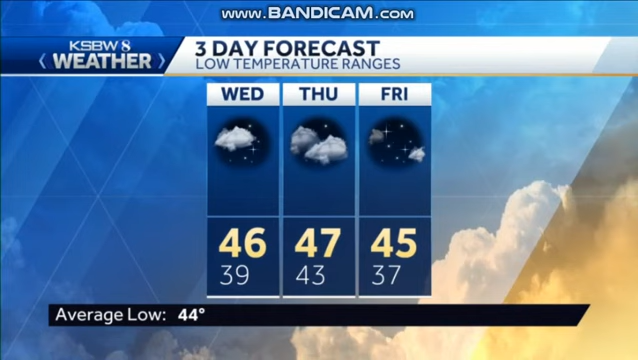 WWW.BANDICAM.COM
KSBW 8
WEATHER
3 DAY FORECAST
LOW TEMPERATURE RANGES
WED THU FRI
46 47 45
39 43 37
Average Low: 44°